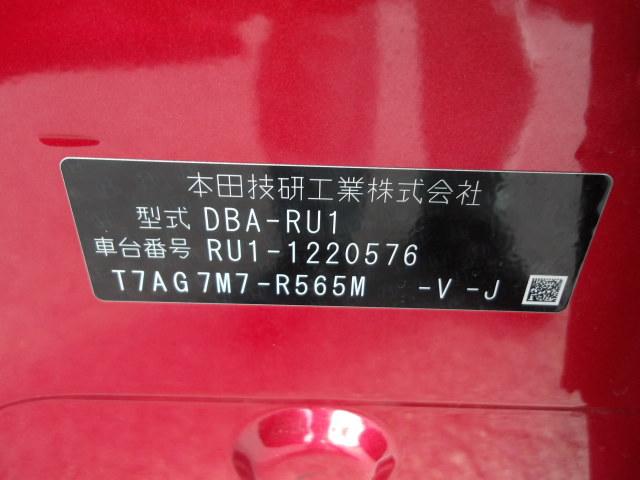 本田技研工業株式会社
型式 DBA-RU1
車台番号 RU1-1220576
T7AG7M7-R565M -V-J